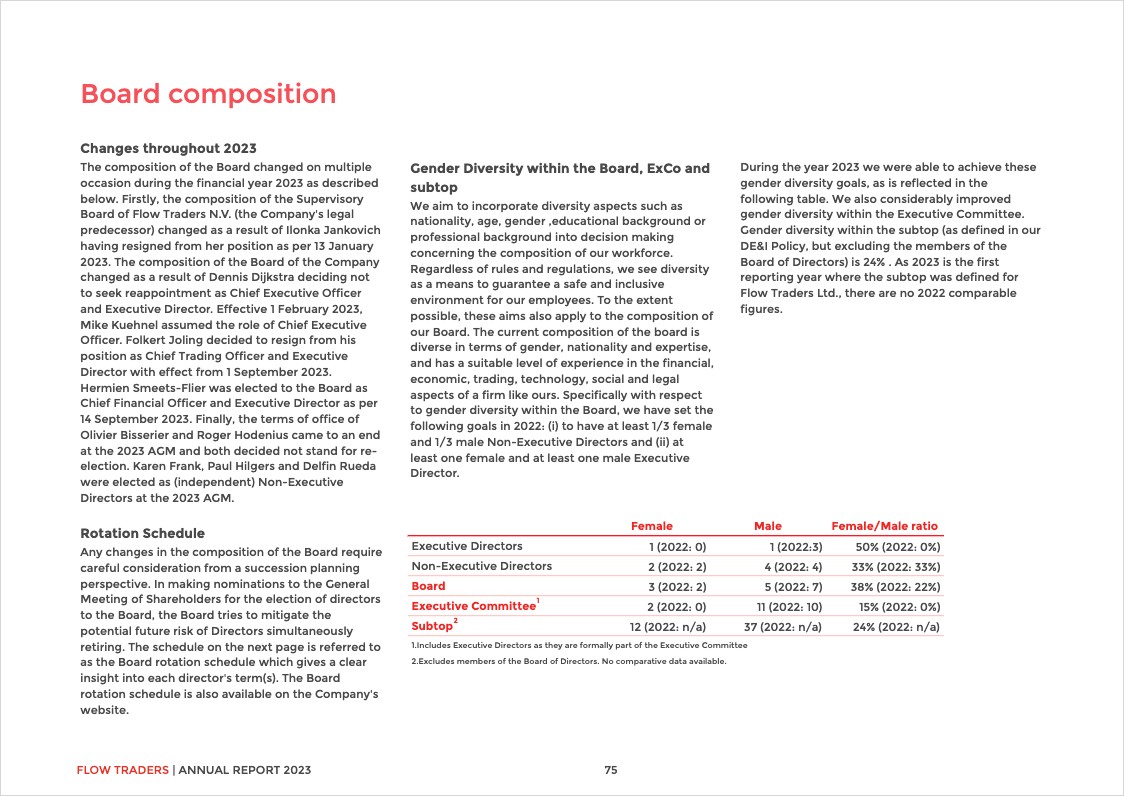 Board composition
Changes throughout 2023
The composition of the Board changed on multiple
occasion during the financial year 2023 as described
below. Firstly, the composition of the Supervisory
Board of Flow Traders N.V. (the Company's legal
predecessor) changed as a result of Ilonka Jankovich
having resigned from her position as per 13 January
2023. The composition of the Board of the Company
changed as a result of Dennis Dijkstra deciding not
to seek reappointment as Chief Executive Officer
and Executive Director. Effective 1 February 2023,
Mike Kuehnel assumed the role of Chief Executive
Officer. Folkert Joling decided to resign from his
position as Chief Trading Officer and Executive
Director with effect from 1 September 2023.
Hermien Smeets-Flier was elected to the Board as
Chief Financial Officer and Executive Director as per
14 September 2023. Finally, the terms of office of
Olivier Bisserier and Roger Hodenius came to an end
at the 2023 AGM and both decided not stand for re-
election. Karen Frank, Paul Hilgers and Delfin Rueda
were elected as (independent) Non-Executive
Directors at the 2023 AGM.
Rotation Schedule
Any changes in the composition of the Board require
careful consideration from a succession planning
perspective. In making nominations to the General
Meeting of Shareholders for the election of directors
to the Board, the Board tries to mitigate the
potential future risk of Directors simultaneously
retiring. The schedule on the next page is referred to
as the Board rotation schedule which gives a clear
insight into each director's term(s). The Board
rotation schedule is also available on the Company's
website.
Gender Diversity within the Board, ExCo and
subtop
We aim to incorporate diversity aspects such as
nationality, age, gender ,educational background or
professional background into decision making
concerning the composition of our workforce.
Regardless of rules and regulations, we see diversity
as a means to guarantee a safe and inclusive
environment for our employees. To the extent
possible, these aims also apply to the composition of
our Board. The current composition of the board is
diverse in terms of gender, nationality and expertise,
and has a suitable level of experience in the financial,
economic, trading, technology, social and legal
aspects of a firm like ours. Specifically with respect
to gender diversity within the Board, we have set the
following goals in 2022: (i) to have at least 1/3 female
and 1/3 male Non-Executive Directors and (ii) at
least one female and at least one male Executive
Director.
During the year 2023 we were able to achieve these
gender diversity goals, as is reflected in the
following table. We also considerably improved
gender diversity within the Executive Committee.
Gender diversity within the subtop (as defined in our
DE&I Policy, but excluding the members of the
Board of Directors) is 24% . As 2023 is the first
reporting year where the subtop was defined for
Flow Traders Ltd., there are no 2022 comparable
figures.
Female Male Female/Male ratio
Executive Directors 1 (2022: 0) 1 (2022:3) 50% (2022: 0%)
Non-Executive Directors 2 (2022: 2) 4 (2022: 4) 33% (2022: 33%)
Board 3 (2022: 2) 5 (2022: 7) 38% (2022: 22%)
Executive Committee1 2 (2022: 0) 11 (2022: 10) 15% (2022: 0%)
Subtop2 12 (2022: n/a) 37 (2022: n/a) 24% (2022: n/a)
1.Includes Executive Directors as they are formally part of the Executive Committee
2.Excludes members of the Board of Directors. No comparative data available.
FLOW TRADERS | ANNUAL REPORT 2023 75